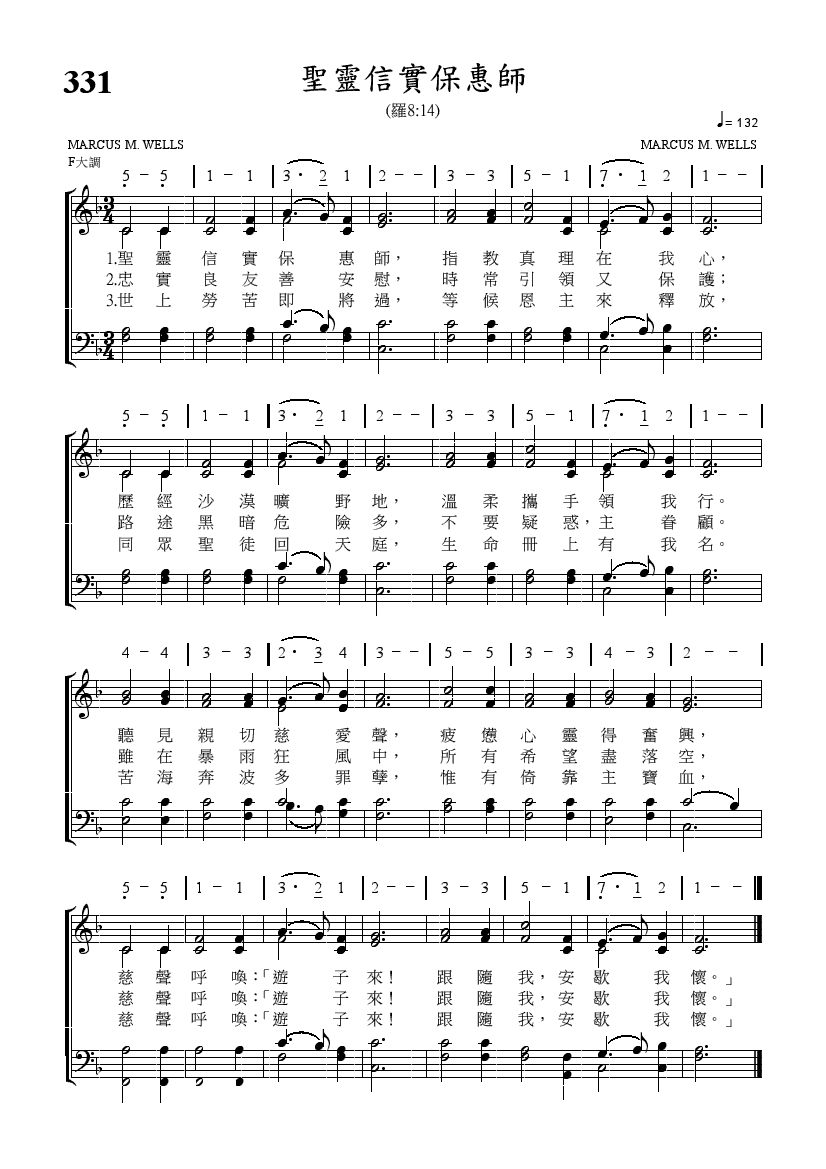 331
聖靈信實保惠師
(羅8:14)
♩= 132
MARCUS M. WELLS MARCUS M. WELLS
F大調
5 – 5 | 1 – 1 | 3 · 2 1 | 2 – – | 3 – 3 | 5 – 1 | 7 · 1 2 | 1 – – |
1.聖靈信實保惠師，指教真理在我心，
2.忠實良友善安慰，時常引領又保護；
3.世上勞苦即將過，等候恩主來釋放，
5 – 5 | 1 – 1 | 3 · 2 1 | 2 – – | 3 – 3 | 5 – 1 | 7 · 1 2 | 1 – – |
歷經沙漠曠野地，溫柔攜手領我行。
路途黑暗危險多，不要疑惑，主眷顧。
同眾聖徒回天庭，生命冊上有我名。
4 – 4 | 3 – 3 | 2 · 3 4 | 3 – – | 5 – 5 | 3 – 3 | 4 – 3 | 2 – – |
聽見親切慈愛聲，疲憊心靈得奮興，
雖在暴雨狂風中，所有希望盡落空，
苦海奔波多罪孽，惟有倚靠主寶血，
5 – 5 | 1 – 1 | 3 · 2 1 | 2 – – | 3 – 3 | 5 – 1 | 7 · 1 2 | 1 – – |
慈聲呼喚：「遊子來！跟隨我，安歇我懷。」
慈聲呼喚：「遊子來！跟隨我，安歇我懷。」
慈聲呼喚：「遊子來！跟隨我，安歇我懷。」